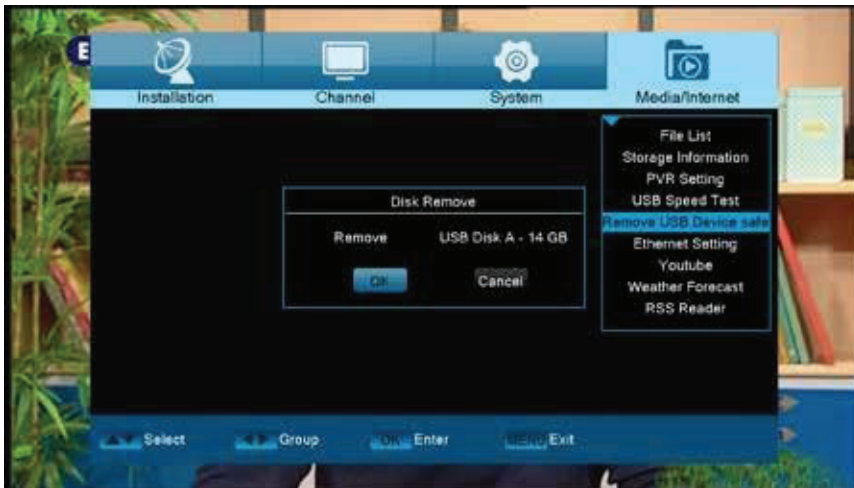 E
Installation
Channel
System
Media/Internet
File List
Storage Information
PVR Setting
USB Speed Test
Remove USB Device safe
Ethernet Setting
Youtube
Weather Forecast
RSS Reader
Disk Remove
Remove USB Disk A - 14 GB
OK Cancel
Select Group OK Enter MENU Exit